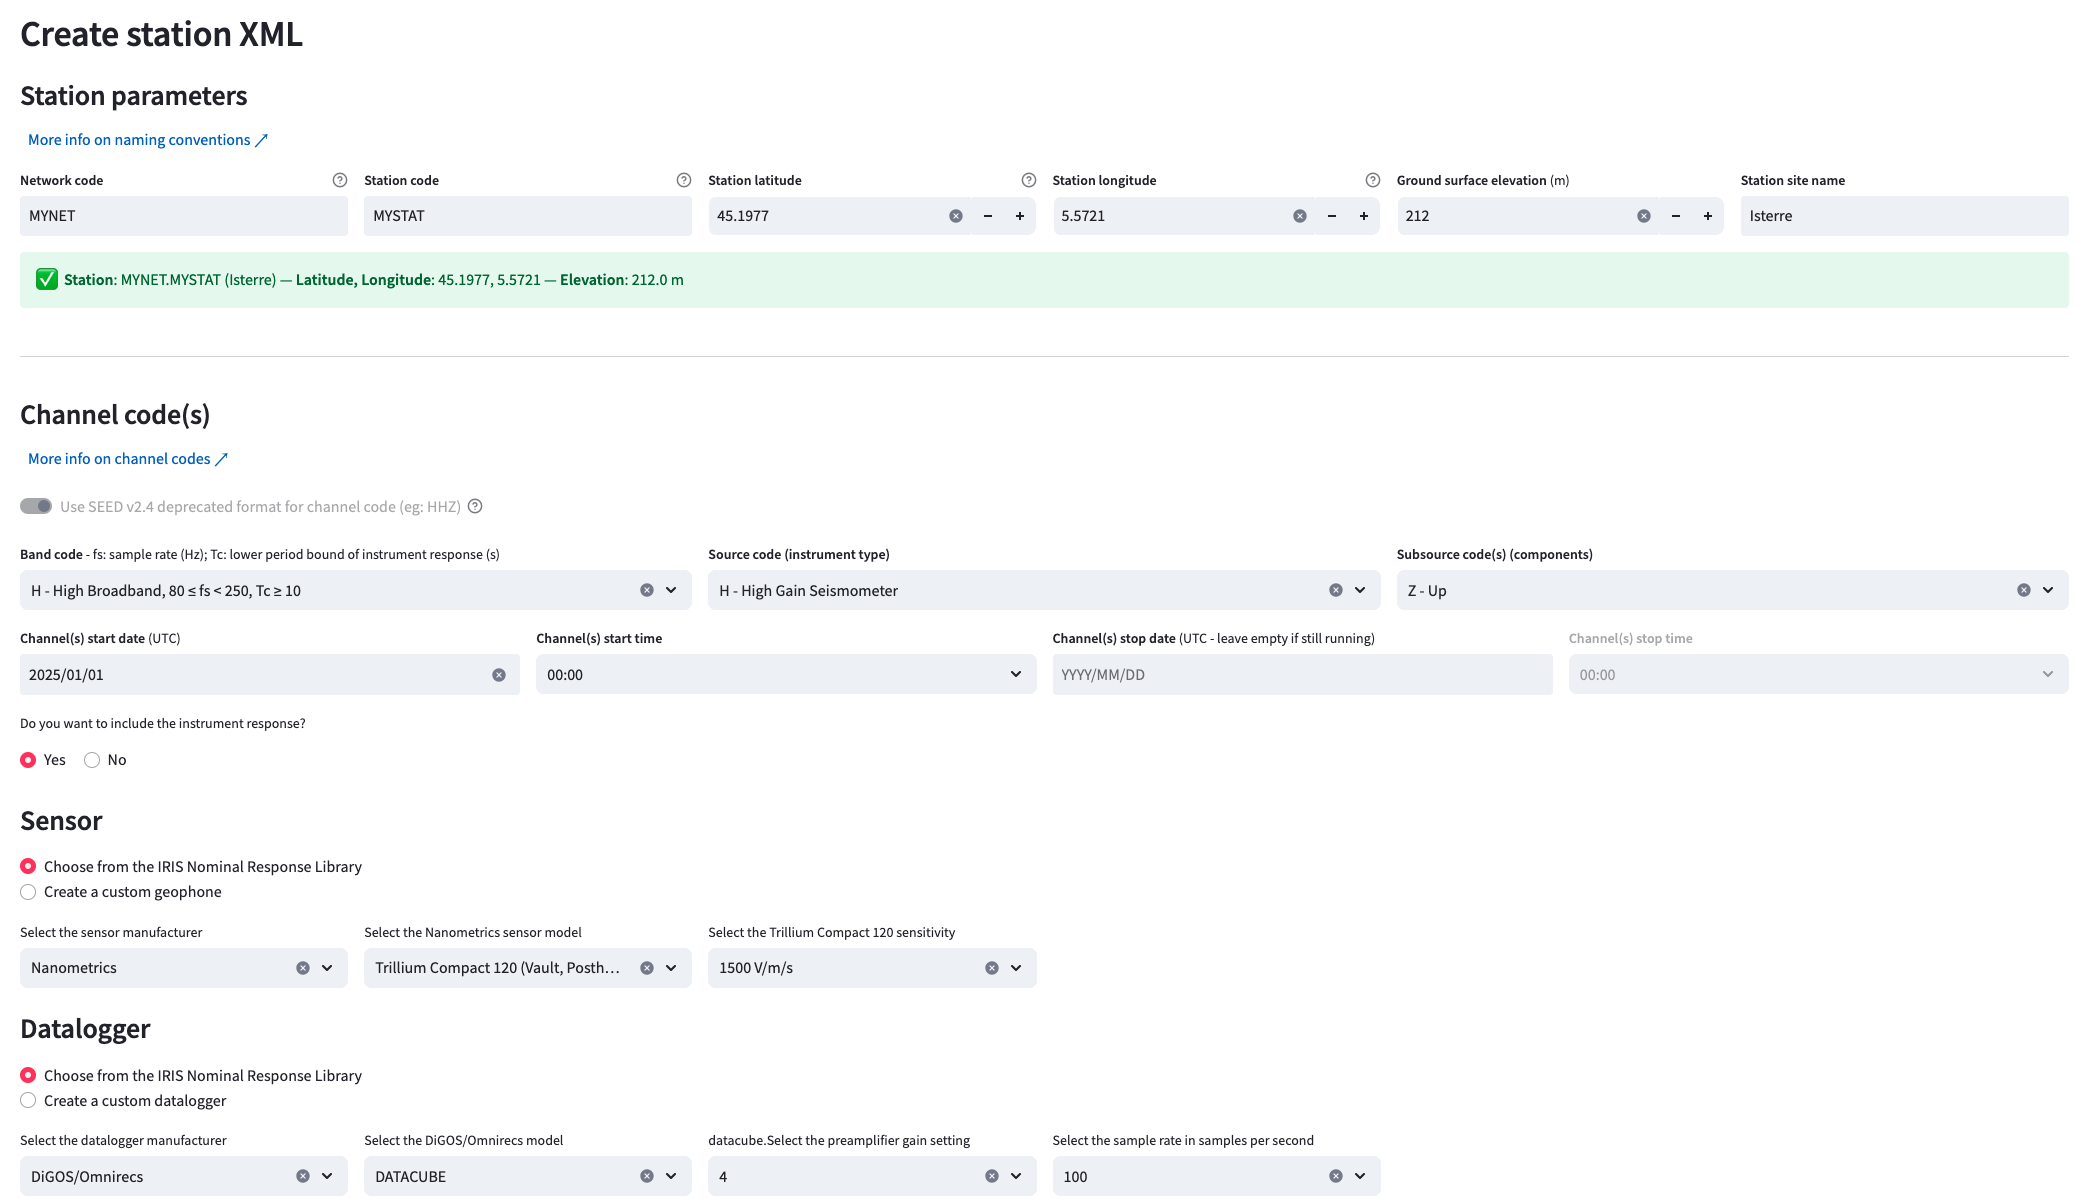 Create station XML
Station parameters
More info on naming conventions ↗
Network code
Station code
Station latitude
Station longitude
Ground surface elevation (m)
Station site name
MYNET
MYSTAT
45.1977
5.5721
212
Isterre
✅ Station: MYNET.MYSTAT (Isterre) — Latitude, Longitude: 45.1977, 5.5721 — Elevation: 212.0 m
Channel code(s)
More info on channel codes ↗
Use SEED v2.4 deprecated format for channel code (eg: HHZ)
Band code - fs: sample rate (Hz); Tc: lower period bound of instrument response (s)
Source code (instrument type)
Subsource code(s) (components)
H - High Broadband, 80 ≤ fs < 250, Tc ≥ 10
H - High Gain Seismometer
Z - Up
Channel(s) start date (UTC)
Channel(s) start time
Channel(s) stop date (UTC - leave empty if still running)
Channel(s) stop time
2025/01/01
00:00
YYYY/MM/DD
00:00
Do you want to include the instrument response?
Yes
No
Sensor
Choose from the IRIS Nominal Response Library
Create a custom geophone
Select the sensor manufacturer
Select the Nanometrics sensor model
Select the Trillium Compact 120 sensitivity
Nanometrics
Trillium Compact 120 (Vault, Posth...
1500 V/m/s
Datalogger
Choose from the IRIS Nominal Response Library
Create a custom datalogger
Select the datalogger manufacturer
Select the DiGOS/Omnirecs model
datacube.Select the preamplifier gain setting
Select the sample rate in samples per second
DiGOS/Omnirecs
DATACUBE
4
100